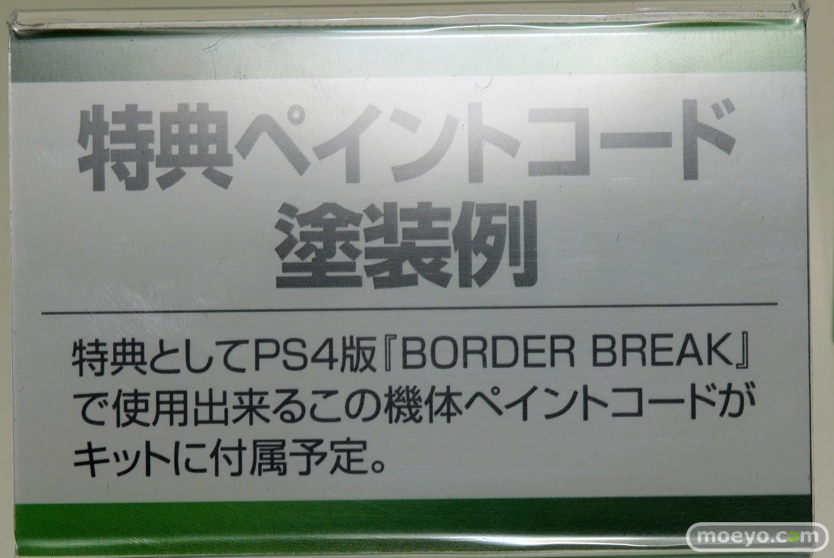 特典ペイントコード
塗装例
特典としてPS4版『BORDER BREAK』
で使用出来るこの機体ペイントコードが
キットに付属予定。
moeyo.com